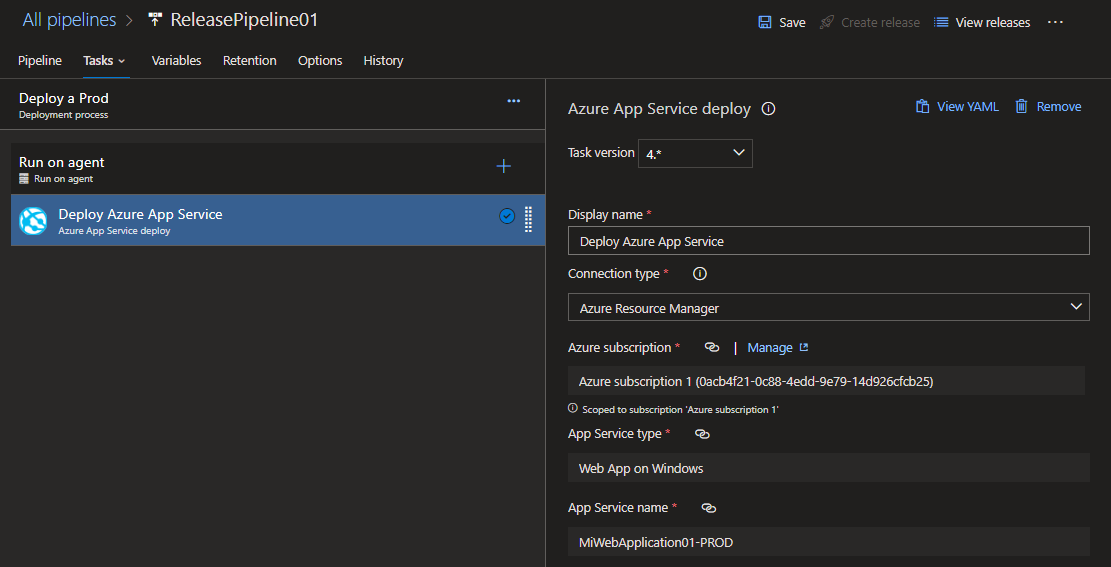 All pipelines > ReleasePipeline01
Save Create release View releases ...
Pipeline Tasks Variables Retention Options History
Deploy a Prod
Deployment process
...
Run on agent
Run on agent
Deploy Azure App Service
Azure App Service deploy
Azure App Service deploy
View YAML Remove
Task version 4.*
Display name *
Deploy Azure App Service
Connection type *
Azure Resource Manager
Azure subscription * | Manage
Azure subscription 1 (0acb4f21-0c88-4edd-9e79-14d926cfcb25)
Scoped to subscription 'Azure subscription 1'
App Service type *
Web App on Windows
App Service name *
MiWebApplication01-PROD